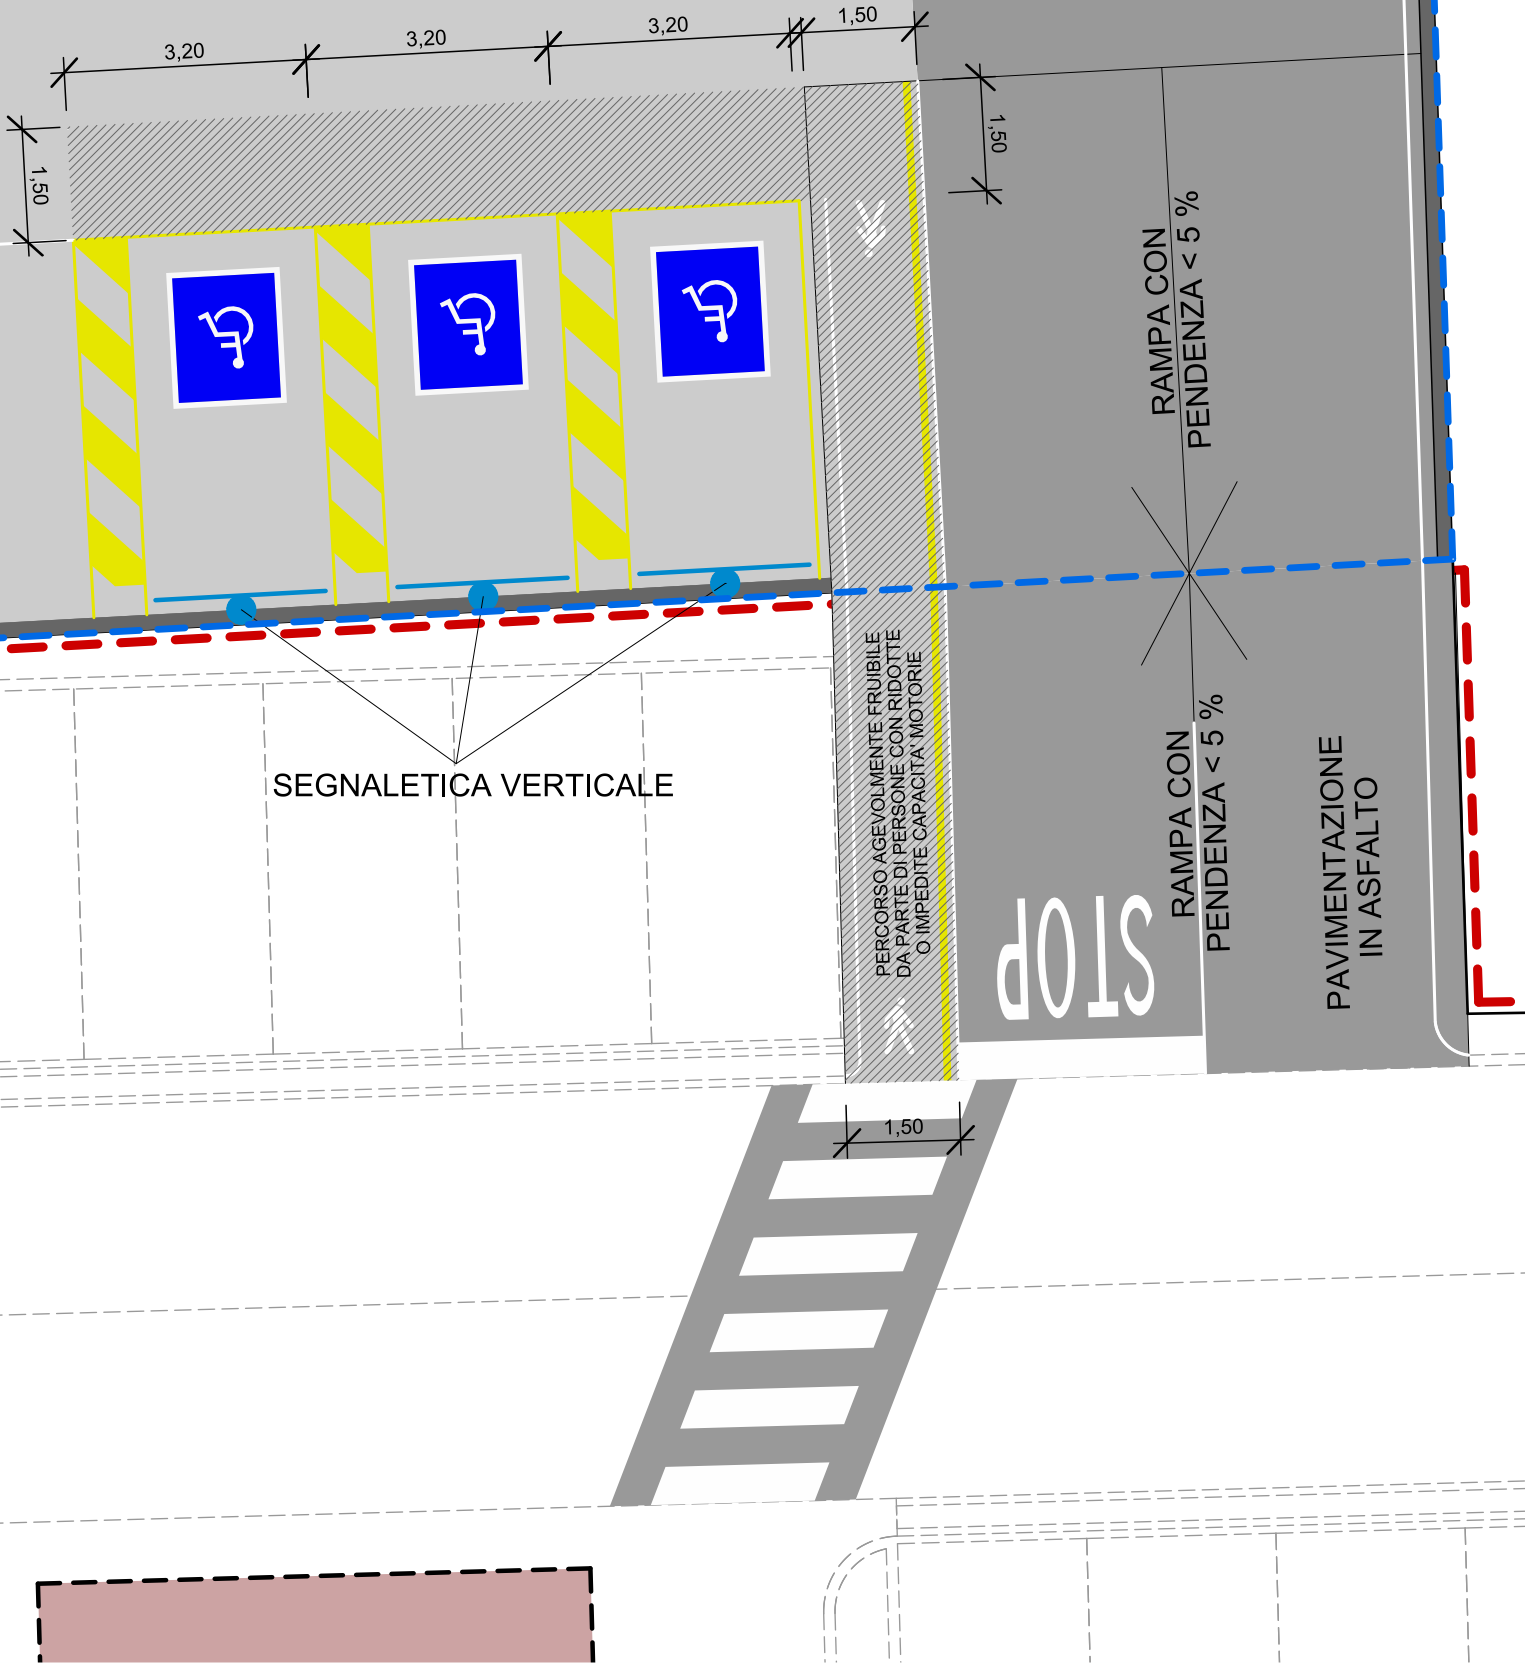 3,20
3,20
3,20
1,50
1,50
1,50
RAMPA CON
PENDENZA < 5 %
SEGNALETICA VERTICALE
PERCORSO AGEVOLMENTE FRUIBILE
DA PARTE DI PERSONE CON RIDOTTE
O IMPEDITE CAPACITA' MOTORIE
RAMPA CON
PENDENZA < 5 %
PAVIMENTAZIONE
IN ASFALTO
STOP
1,50